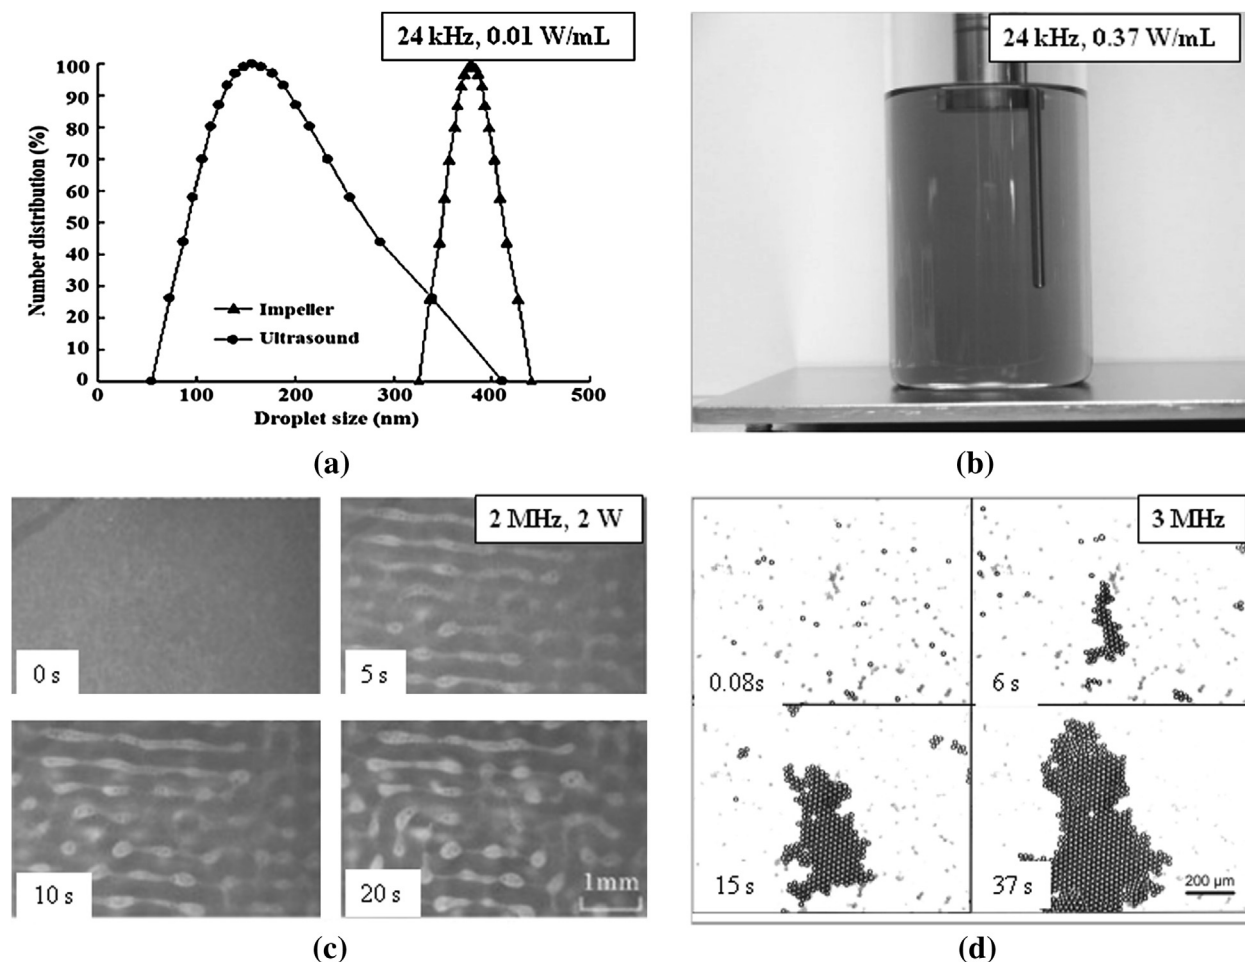 24 kHz, 0.01 W/mL
100
90
80
70
60
50
40
30
20
10
0
Number distribution (%)
Impeller
Ultrasound
100 200 300 400 500
Droplet size (nm)
(a)
24 kHz, 0.37 W/mL
(b)
2 MHz, 2 W
0 s
5 s
10 s
20 s
1mm
(c)
3 MHz
0.08s
6 s
15 s
37 s
200 µm
(d)